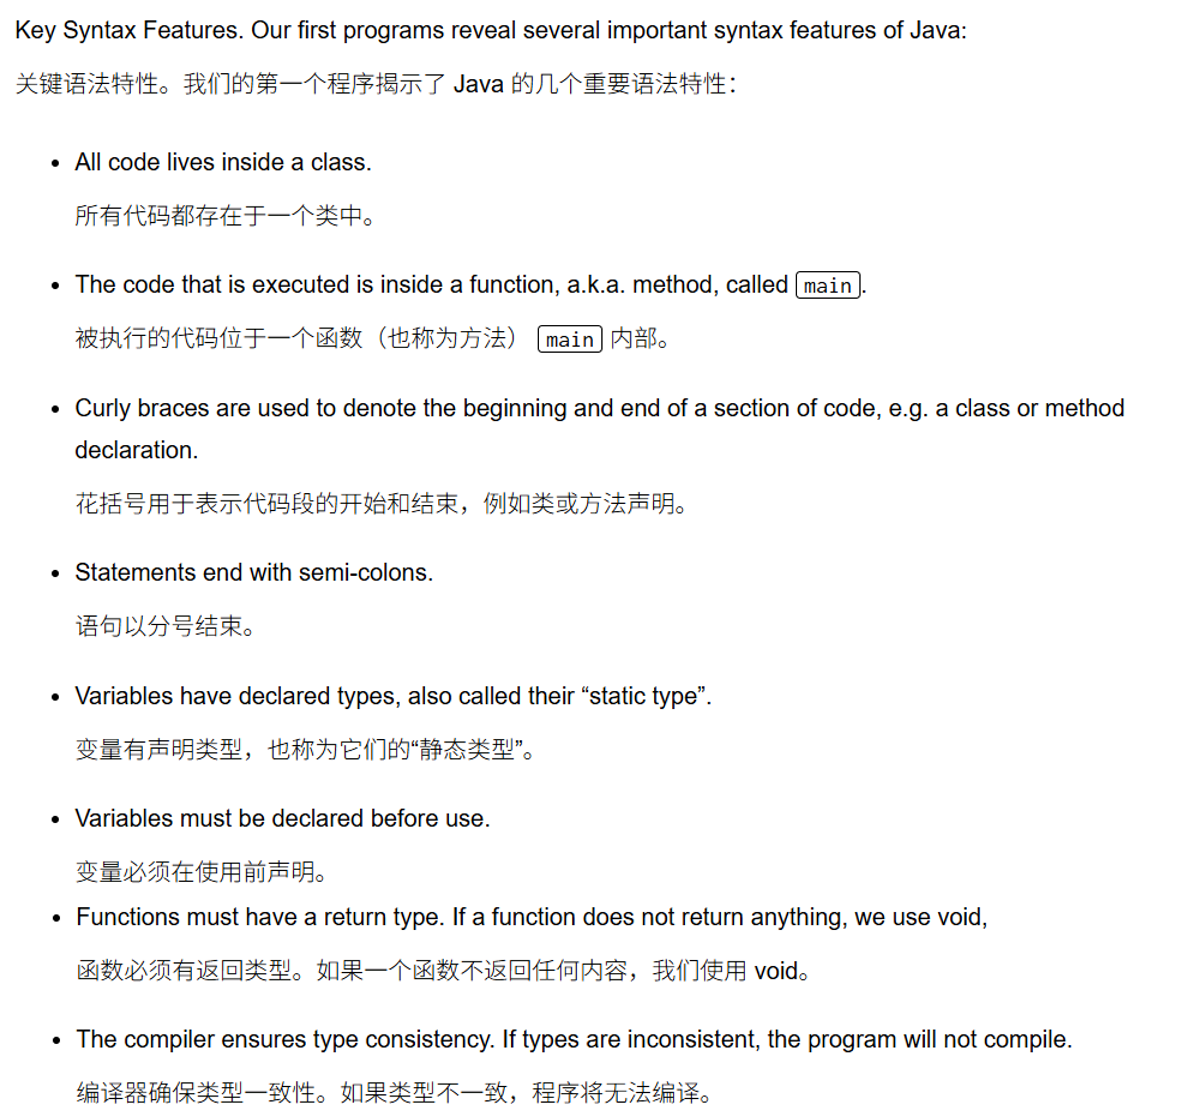 Key Syntax Features. Our first programs reveal several important syntax features of Java:
关键语法特性。我们的第一个程序揭示了 Java 的几个重要语法特性：
• All code lives inside a class.
所有代码都存在于一个类中。
• The code that is executed is inside a function, a.k.a. method, called main.
被执行的代码位于一个函数（也称为方法） main 内部。
• Curly braces are used to denote the beginning and end of a section of code, e.g. a class or method
declaration.
花括号用于表示代码段的开始和结束，例如类或方法声明。
• Statements end with semi-colons.
语句以分号结束。
• Variables have declared types, also called their “static type”.
变量有声明类型，也称为它们的“静态类型”。
• Variables must be declared before use.
变量必须在使用前声明。
• Functions must have a return type. If a function does not return anything, we use void,
函数必须有返回类型。如果一个函数不返回任何内容，我们使用 void。
• The compiler ensures type consistency. If types are inconsistent, the program will not compile.
编译器确保类型一致性。如果类型不一致，程序将无法编译。